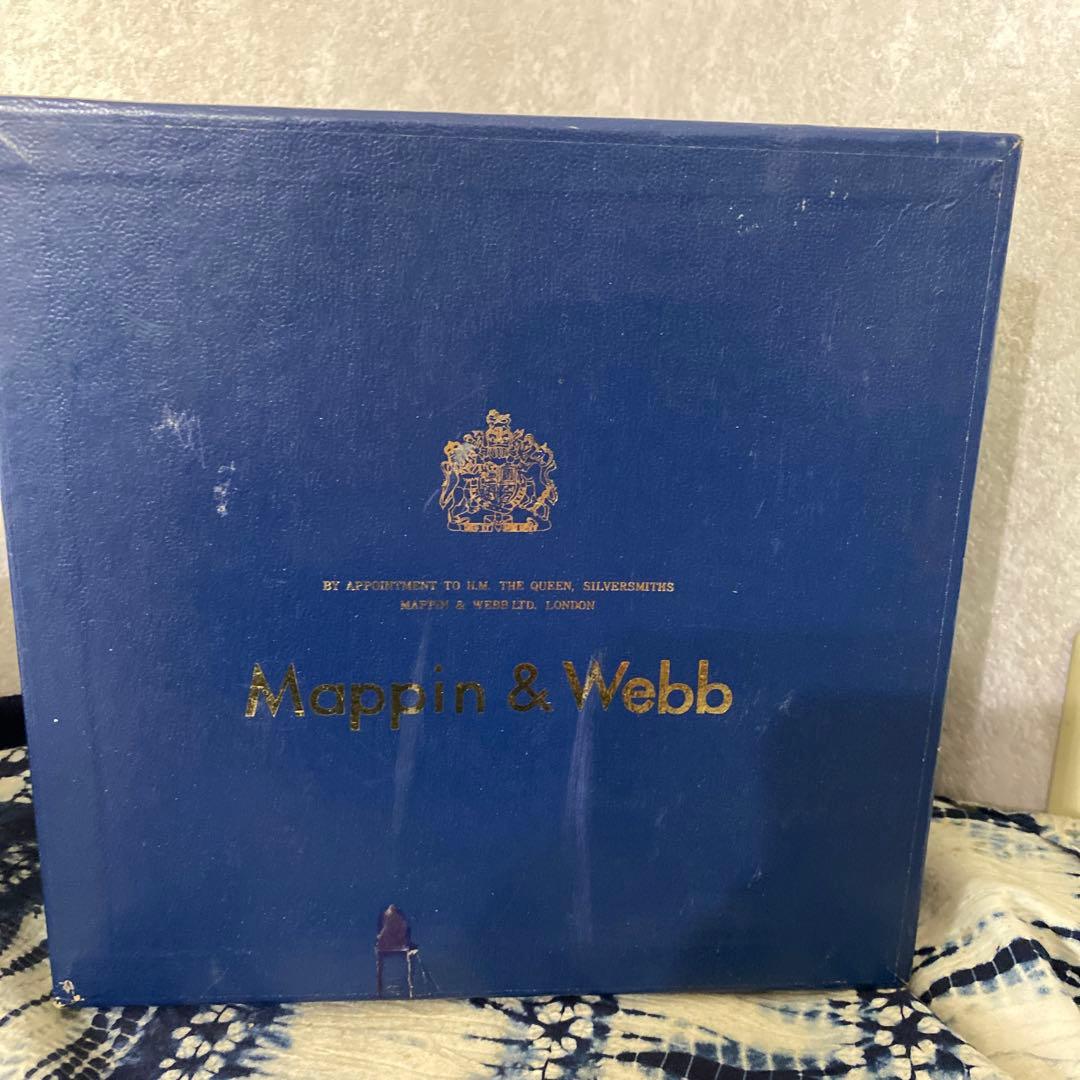 BY APPOINTMENT TO H.M. THE QUEEN, SILVERSMITHS
MAPPIN & WEBB LTD. LONDON
Mappin & Webb